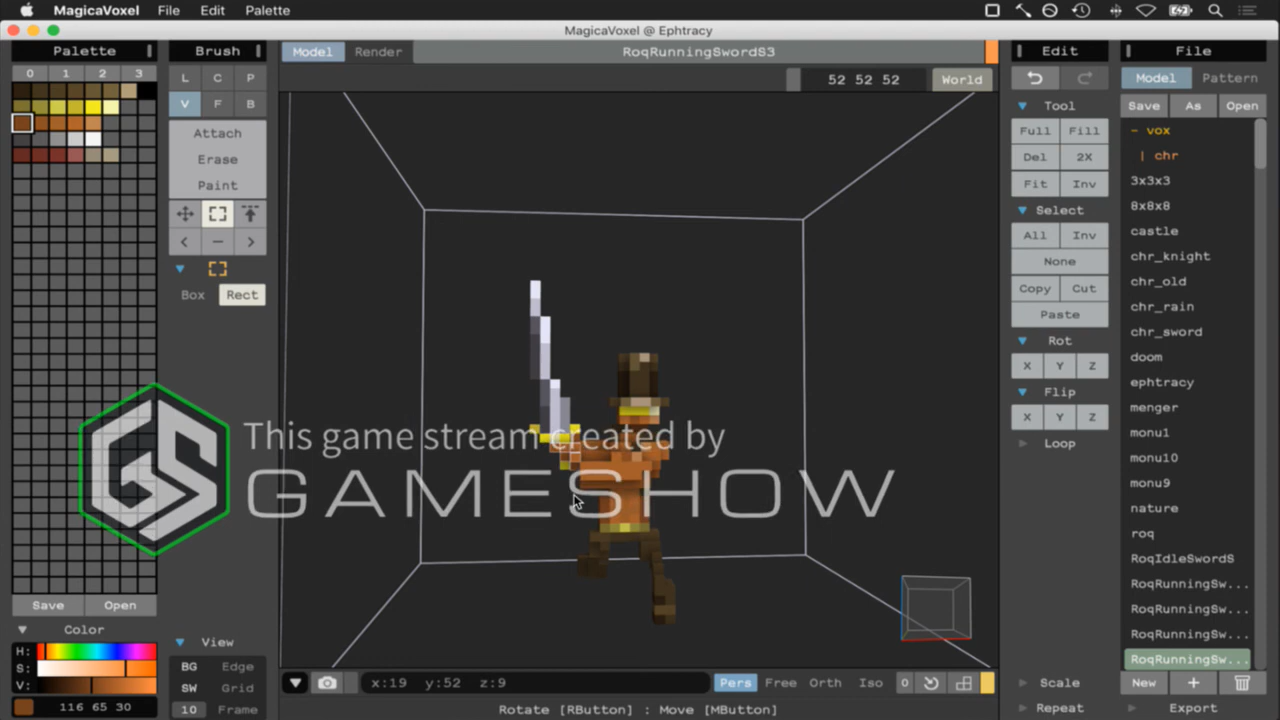 MagicaVoxel File Edit Palette
MagicaVoxel @ Ephtracy
Palette
0 1 2 3
Save Open
Color
H:
S:
V:
116 65 30
Brush
L C P
V F B
Attach
Erase
Paint
< - >
Box Rect
View
BG Edge
SW Grid
10 Frame
Model Render RoqRunningSwordS3
52 52 52 World
This game stream created by
GAMESHOW
x:19 y:52 z:9
Pers Free Orth Iso 0
Rotate [RButton] : Move [MButton]
Edit
Tool
Full Fill
Del 2X
Fit Inv
Select
All Inv
None
Copy Cut
Paste
Rot
X Y Z
Flip
X Y Z
Loop
Scale
Repeat
File
Model Pattern
Save As Open
- vox
| chr
3x3x3
8x8x8
castle
chr_knight
chr_old
chr_rain
chr_sword
doom
ephtracy
menger
monu1
monu10
monu9
nature
roq
RoqIdleSwordS
RoqRunningSw...
RoqRunningSw...
RoqRunningSw...
RoqRunningSw...
New +
Export